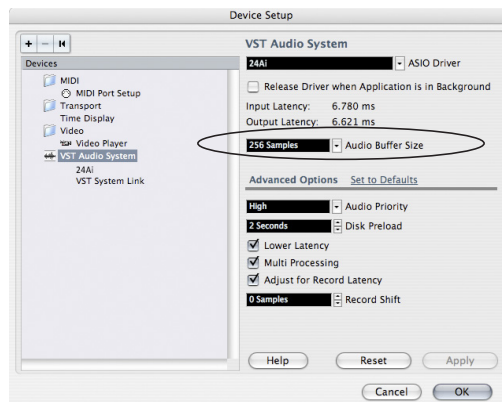 Device Setup
+ -
Devices
MIDI
MIDI Port Setup
Transport
Time Display
Video
Video Player
VST Audio System
24Ai
VST System Link
VST Audio System
24Ai ASIO Driver
Release Driver when Application is in Background
Input Latency: 6.780 ms
Output Latency: 6.621 ms
256 Samples Audio Buffer Size
Advanced Options Set to Defaults
High Audio Priority
2 Seconds Disk Preload
Lower Latency
Multi Processing
Adjust for Record Latency
0 Samples Record Shift
Help Reset Apply
Cancel OK